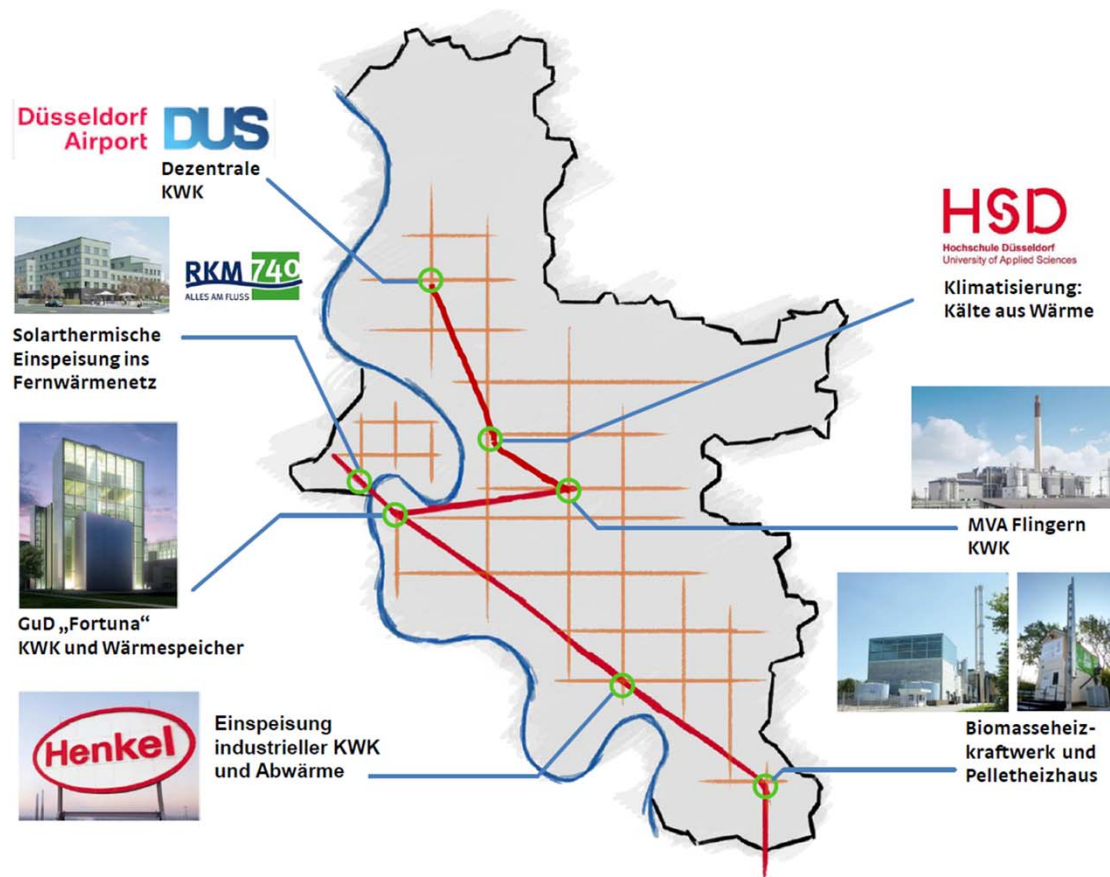 Düsseldorf
Airport
DUS
Dezentrale
KWK
RKM 740
ALLES AM FLUSS
Solarthermische
Einspeisung ins
Fernwärmenetz
GuD „Fortuna“
KWK und Wärmespeicher
Henkel
Einspeisung
industrieller KWK
und Abwärme
HSD
Hochschule Düsseldorf
University of Applied Sciences
Klimatisierung:
Kälte aus Wärme
MVA Flingern
KWK
Biomasseheiz-
kraftwerk und
Pelletheizhaus